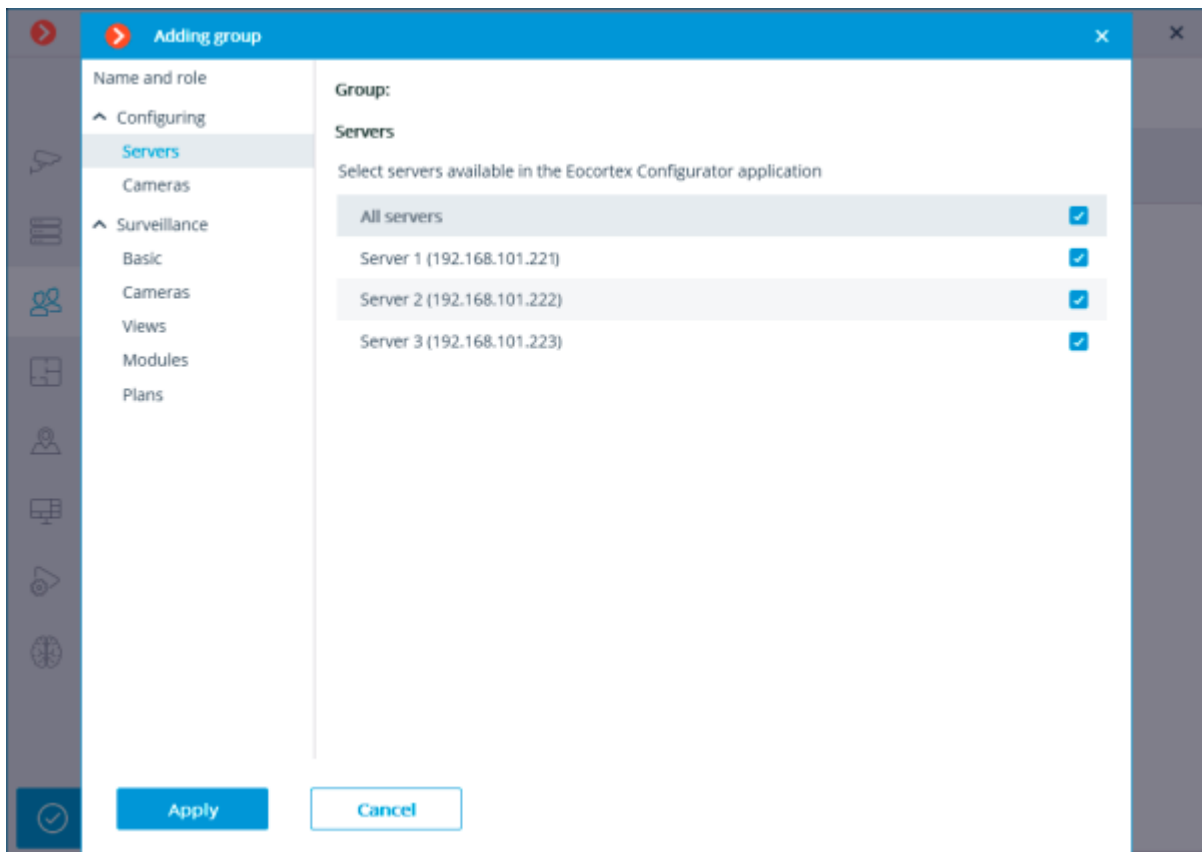 Adding group
Name and role
Configuring
Servers
Cameras
Surveillance
Basic
Cameras
Views
Modules
Plans
Group:
Servers
Select servers available in the Eocortex Configurator application
All servers
Server 1 (192.168.101.221)
Server 2 (192.168.101.222)
Server 3 (192.168.101.223)
Apply
Cancel